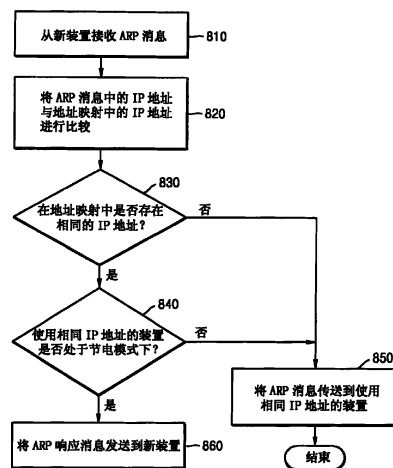 从新装置接收 ARP 消息
810
将 ARP 消息中的 IP 地址
与地址映射中的 IP 地址
进行比较
820
830
在地址映射中是否存在
相同的 IP 地址？
否
是
840
使用相同 IP 地址的装置
是否处于节电模式下？
否
是
850
将 ARP 消息传送到使用
相同 IP 地址的装置
将 ARP 响应消息发送到新装置
860
结束